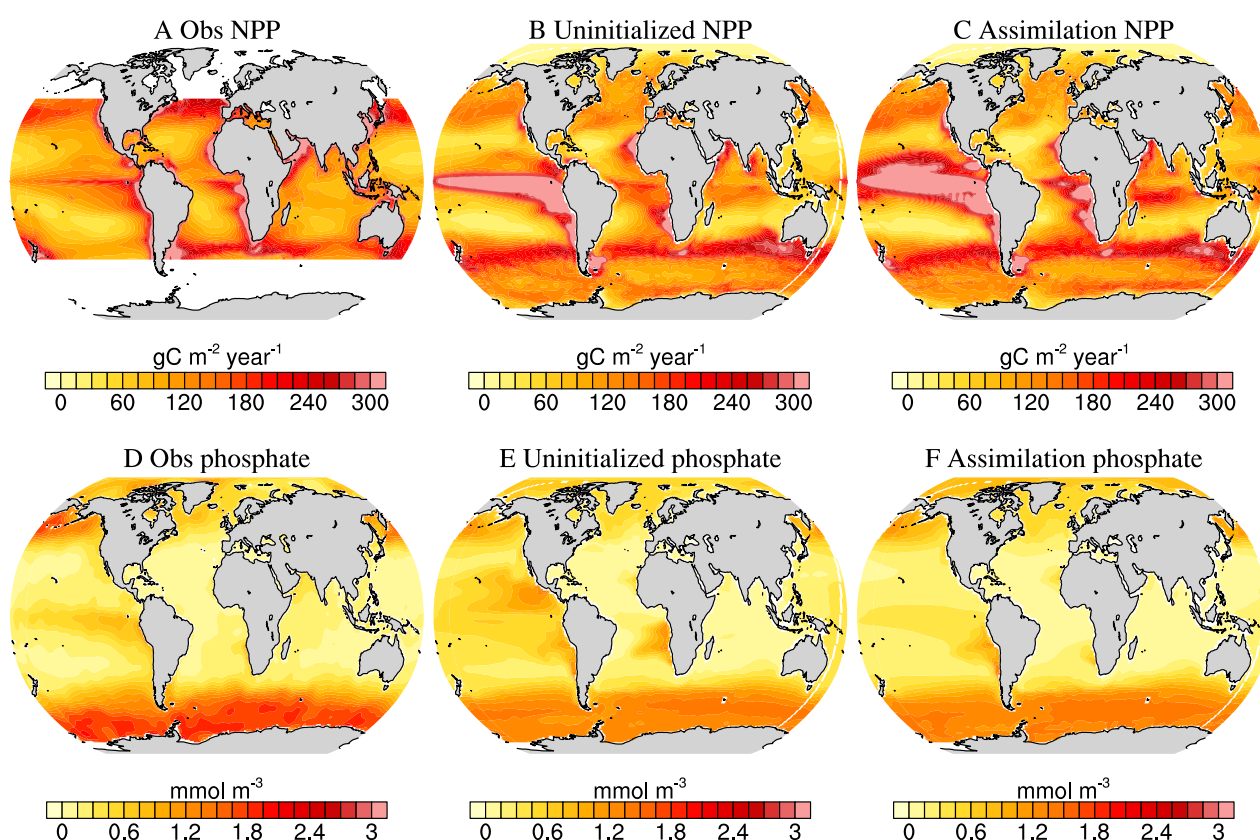 A Obs NPP
B Uninitialized NPP
C Assimilation NPP
gC m⁻² year⁻¹
gC m⁻² year⁻¹
gC m⁻² year⁻¹
0 60 120 180 240 300
0 60 120 180 240 300
0 60 120 180 240 300
D Obs phosphate
E Uninitialized phosphate
F Assimilation phosphate
mmol m⁻³
mmol m⁻³
mmol m⁻³
0 0.6 1.2 1.8 2.4 3
0 0.6 1.2 1.8 2.4 3
0 0.6 1.2 1.8 2.4 3